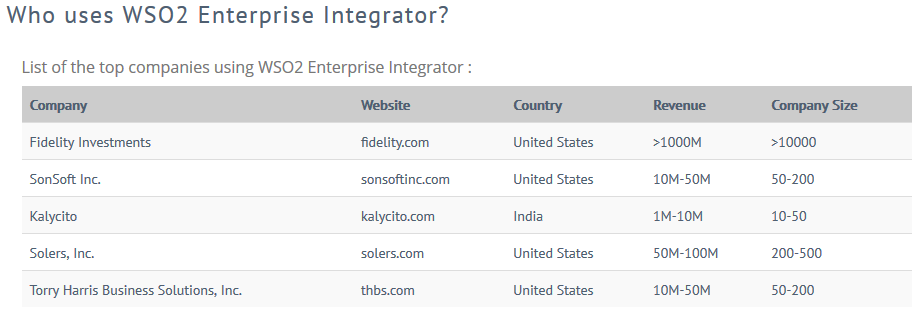 Who uses WSO2 Enterprise Integrator?
List of the top companies using WSO2 Enterprise Integrator :
Company Website Country Revenue Company Size
Fidelity Investments fidelity.com United States >1000M >10000
SonSoft Inc. sonsoftinc.com United States 10M-50M 50-200
Kalycito kalycito.com India 1M-10M 10-50
Solers, Inc. solers.com United States 50M-100M 200-500
Torry Harris Business Solutions, Inc. thbs.com United States 10M-50M 50-200